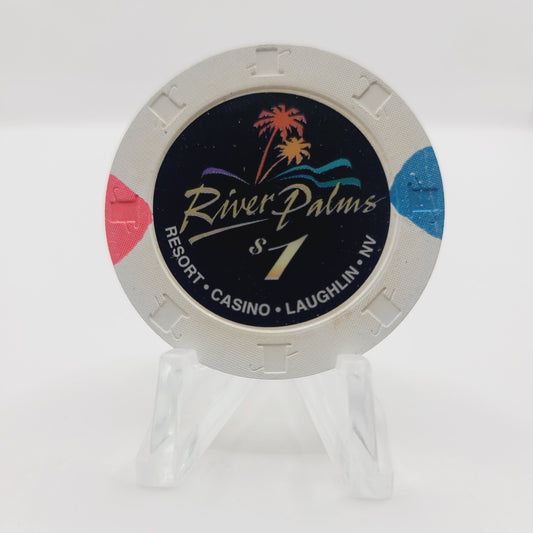 River Palms
$1
RESORT • CASINO • LAUGHLIN • NV